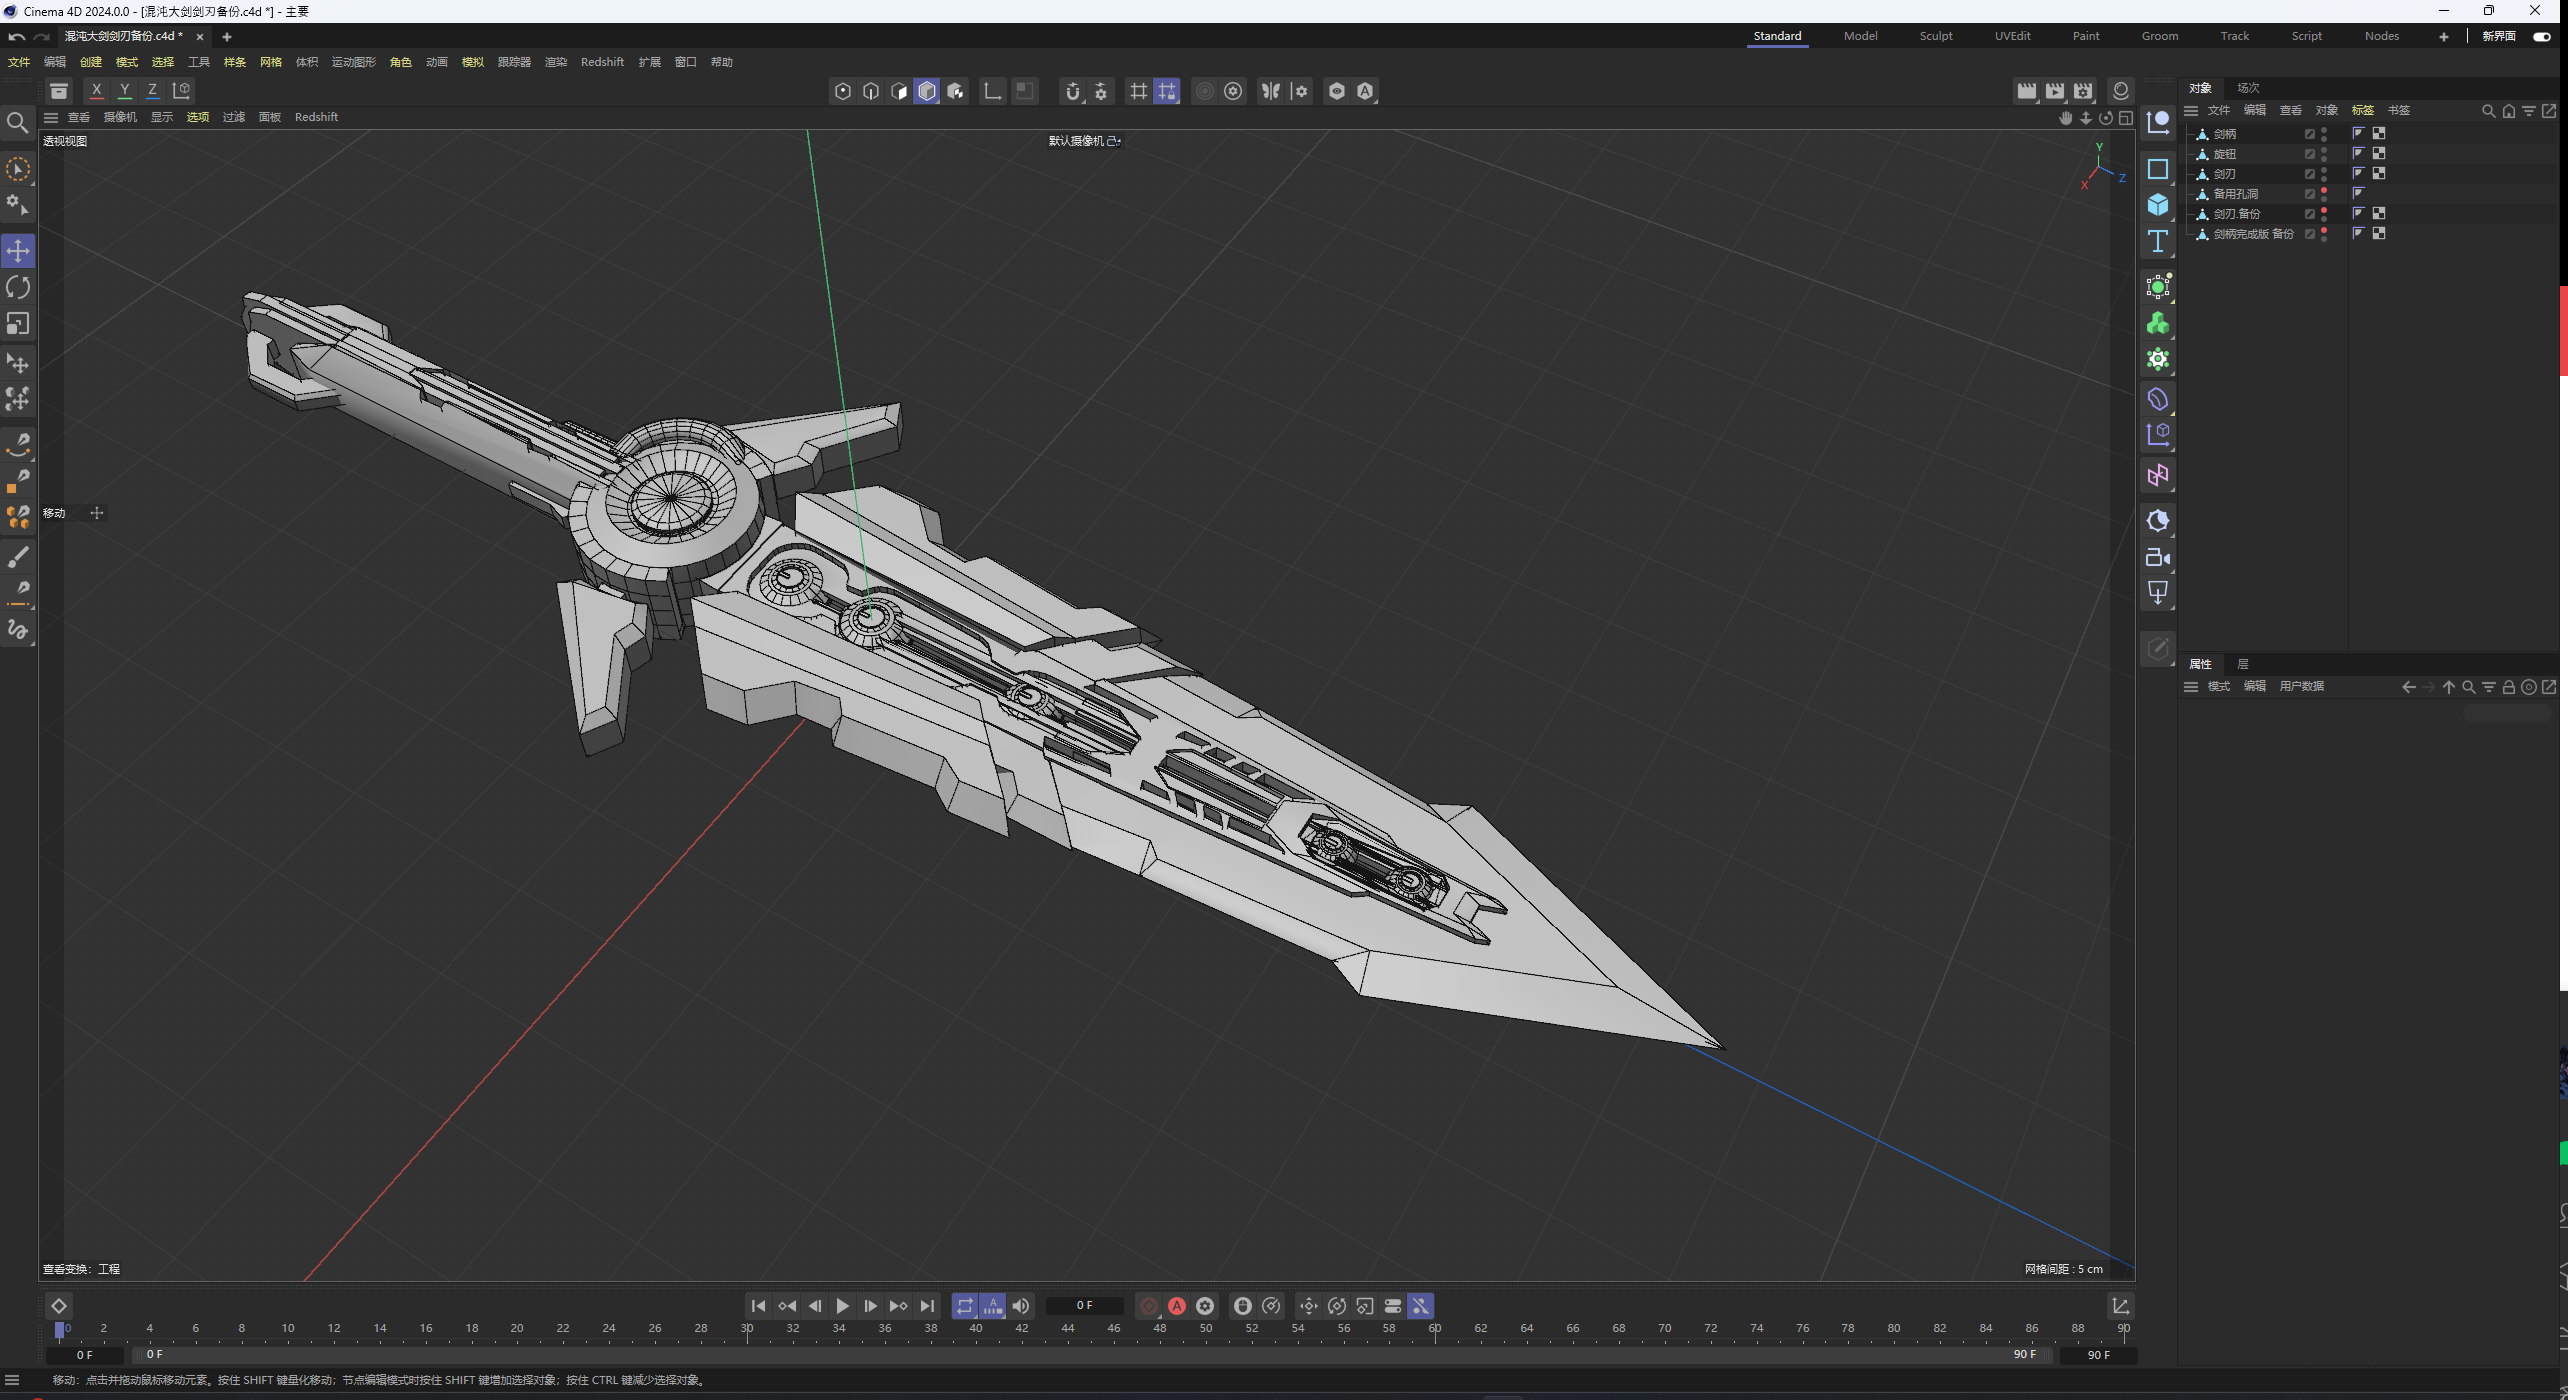 Cinema 4D 2024.0.0 - [混沌大剑剑刃备份.c4d *] - 主要
混沌大剑剑刃备份.c4d * × +
Standard Model Sculpt UVEdit Paint Groom Track Script Nodes + 新界面
文件 编辑 创建 模式 选择 工具 样条 网格 体积 运动图形 角色 动画 模拟 跟踪器 渲染 Redshift 扩展 窗口 帮助
X Y Z
查看 摄像机 显示 选项 过滤 面板 Redshift
透视视图
默认摄像机
Y
X
Z
移动
查看变换: 工程
网格间距 : 5 cm
对象 场次
文件 编辑 查看 对象 标签 书签
剑柄
旋钮
剑刃
备用孔洞
剑刃.备份
剑柄完成版 备份
属性 层
模式 编辑 用户数据
0 F
0 2 4 6 8 10 12 14 16 18 20 22 24 26 28 30 32 34 36 38 40 42 44 46 48 50 52 54 56 58 60 62 64 66 68 70 72 74 76 78 80 82 84 86 88 90
0 F 0 F 90 F 90 F
移动: 点击并拖动鼠标移动元素。按住 SHIFT 键量化移动; 节点编辑模式时按住 SHIFT 键增加选择对象; 按住 CTRL 键减少选择对象。